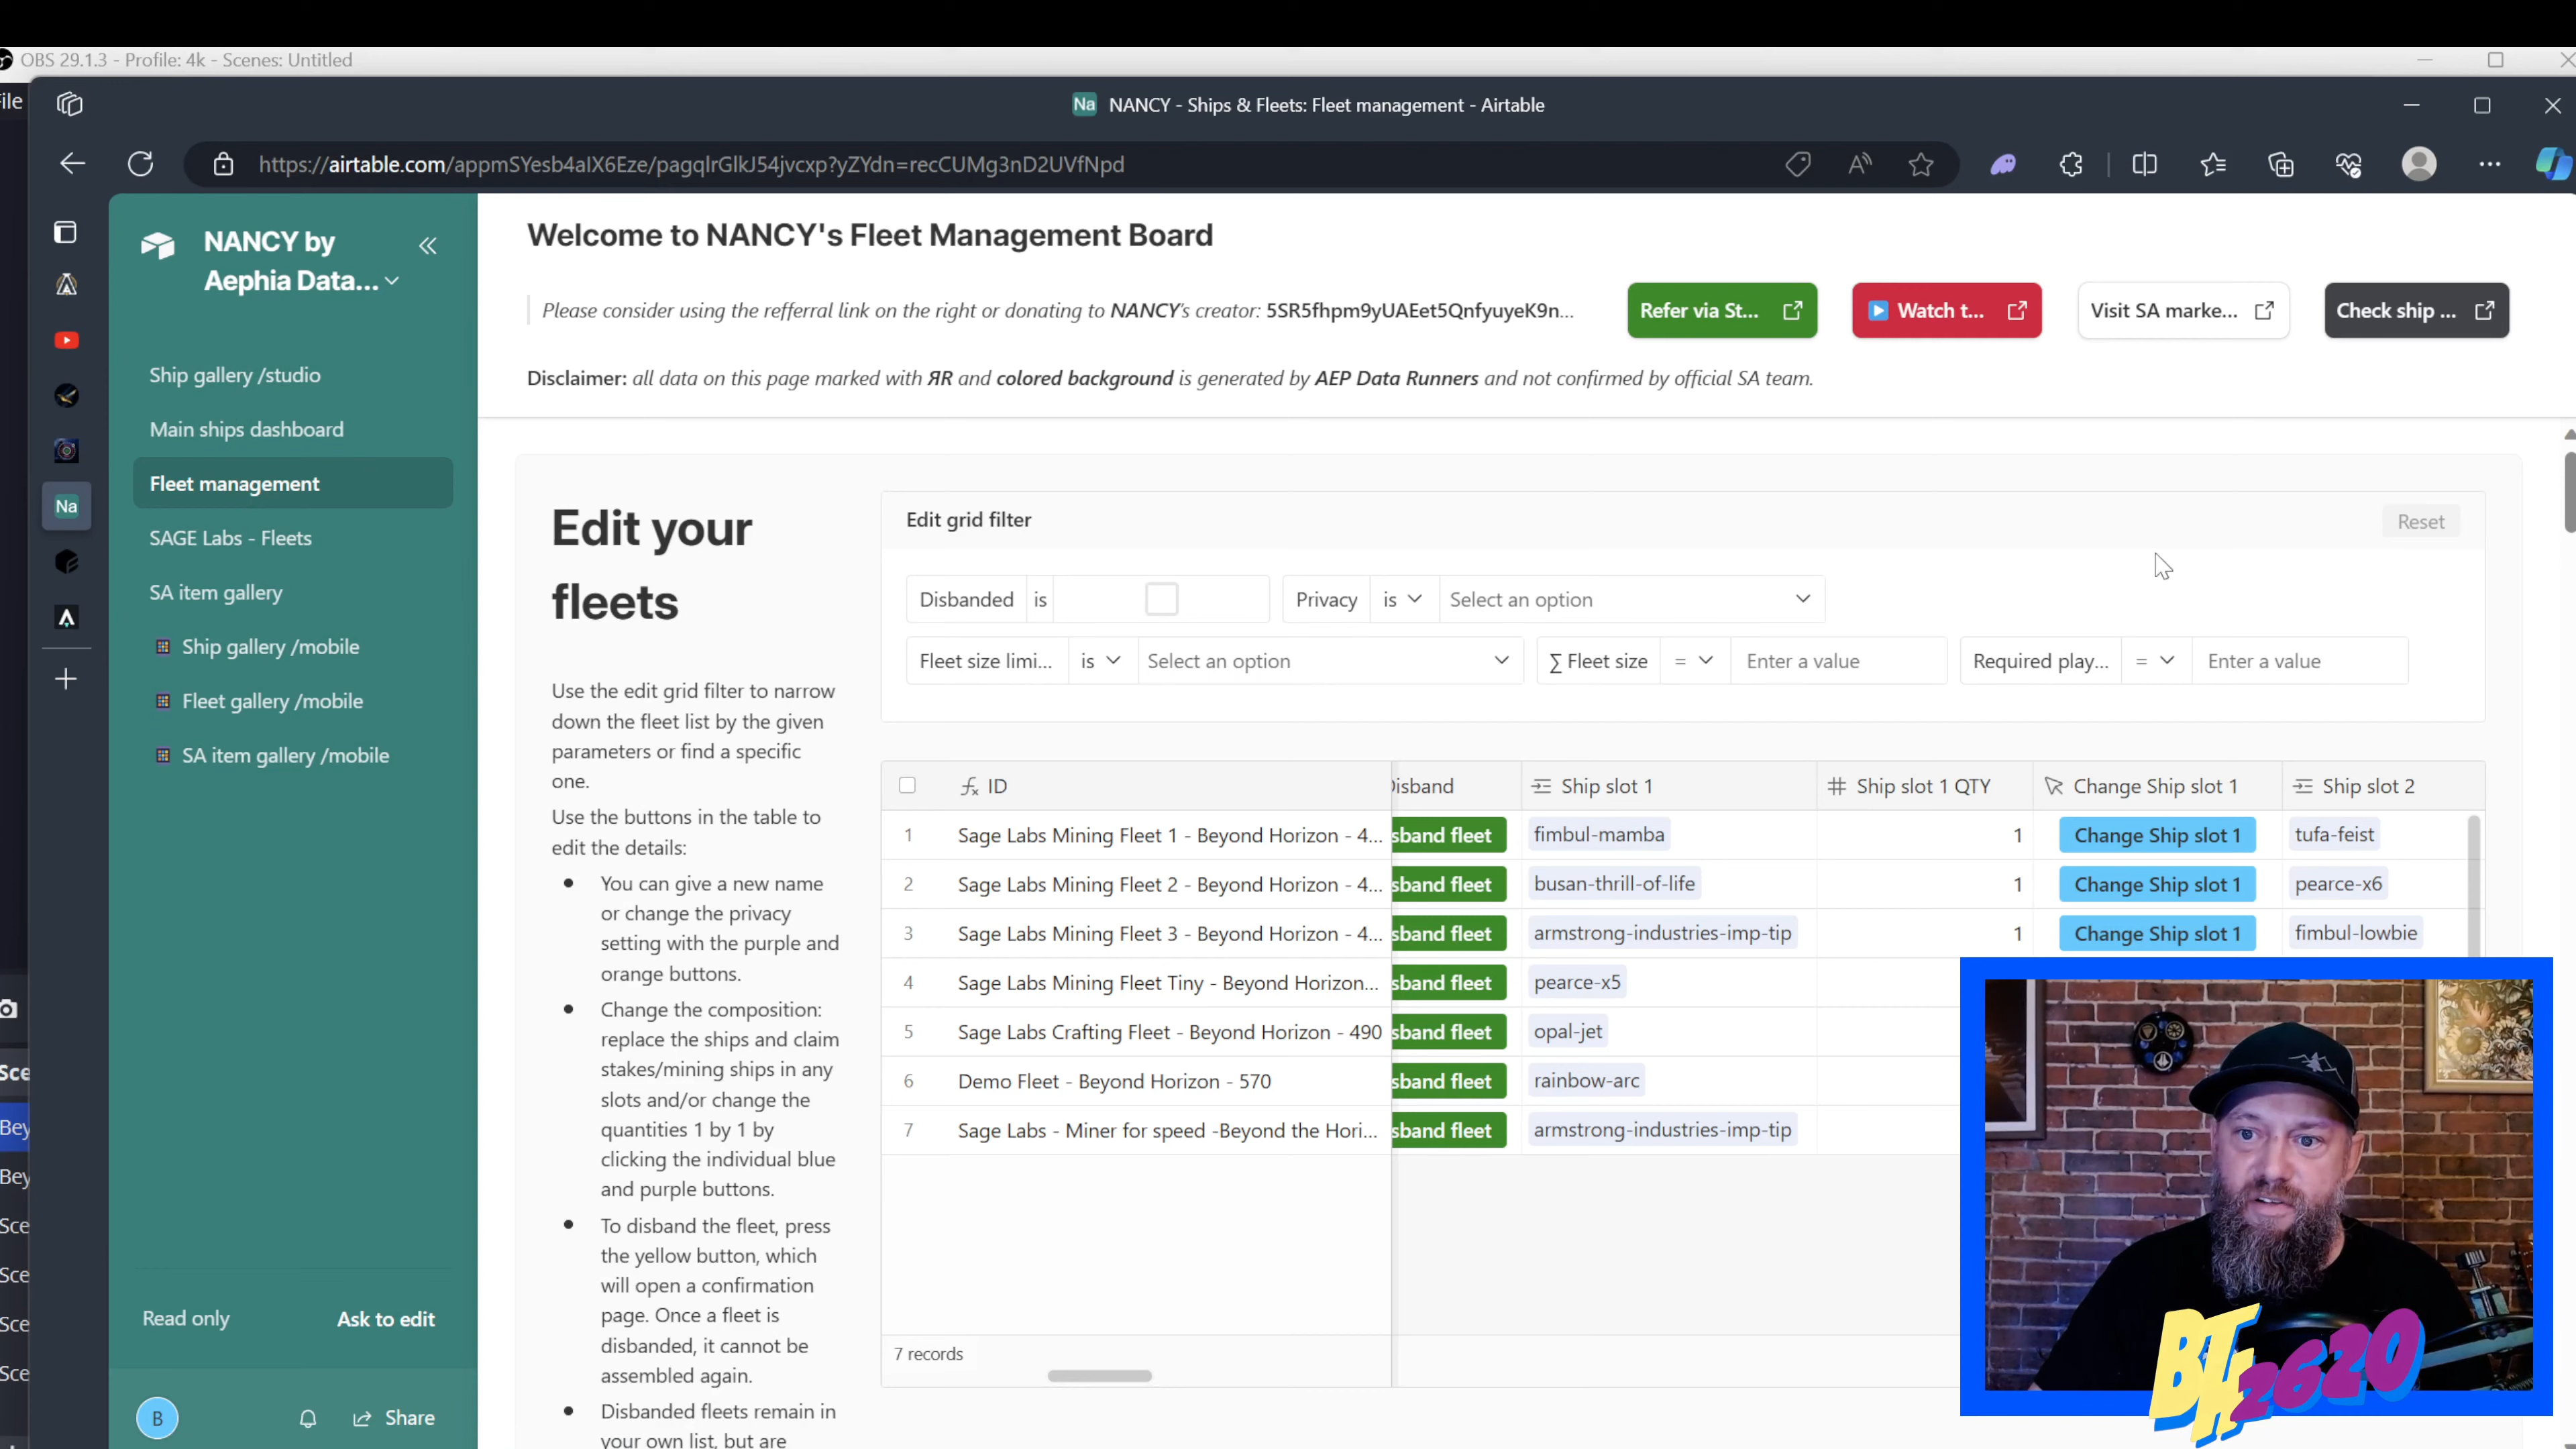 OBS 29.1.3 - Profile: 4k - Scenes: Untitled
File
Na NANCY - Ships & Fleets: Fleet management - Airtable
https://airtable.com/appmSYesb4aIX6Eze/pagqlrGlkJ54jvcxp?yZYdn=recCUMg3nD2UVfNpd
NANCY by
Aephia Data...
Ship gallery /studio
Main ships dashboard
Fleet management
Na
SAGE Labs - Fleets
SA item gallery
Ship gallery /mobile
Fleet gallery /mobile
SA item gallery /mobile
Read only Ask to edit
B Share
Sce
Bey
Bey
Sce
Sce
Sce
Sce
Welcome to NANCY's Fleet Management Board
Please consider using the refferral link on the right or donating to NANCY's creator: 5SR5fhpm9yUAEet5QnfyuyeK9n...
Refer via St... Watch t... Visit SA marke... Check ship ...
Disclaimer: all data on this page marked with ЯR and colored background is generated by AEP Data Runners and not confirmed by official SA team.
Edit your
fleets
Use the edit grid filter to narrow
down the fleet list by the given
parameters or find a specific
one.
Use the buttons in the table to
edit the details:
You can give a new name
or change the privacy
setting with the purple and
orange buttons.
Change the composition:
replace the ships and claim
stakes/mining ships in any
slots and/or change the
quantities 1 by 1 by
clicking the individual blue
and purple buttons.
To disband the fleet, press
the yellow button, which
will open a confirmation
page. Once a fleet is
disbanded, it cannot be
assembled again.
Disbanded fleets remain in
your own list, but are
Edit grid filter Reset
Disbanded is Privacy is Select an option
Fleet size limi... is Select an option ∑ Fleet size = Enter a value Required play... = Enter a value
ID Disband Ship slot 1 Ship slot 1 QTY Change Ship slot 1 Ship slot 2
1 Sage Labs Mining Fleet 1 - Beyond Horizon - 4... sband fleet fimbul-mamba 1 Change Ship slot 1 tufa-feist
2 Sage Labs Mining Fleet 2 - Beyond Horizon - 4... sband fleet busan-thrill-of-life 1 Change Ship slot 1 pearce-x6
3 Sage Labs Mining Fleet 3 - Beyond Horizon - 4... sband fleet armstrong-industries-imp-tip 1 Change Ship slot 1 fimbul-lowbie
4 Sage Labs Mining Fleet Tiny - Beyond Horizon... sband fleet pearce-x5
5 Sage Labs Crafting Fleet - Beyond Horizon - 490 sband fleet opal-jet
6 Demo Fleet - Beyond Horizon - 570 sband fleet rainbow-arc
7 Sage Labs - Miner for speed -Beyond the Hori... sband fleet armstrong-industries-imp-tip
7 records
BTH2620